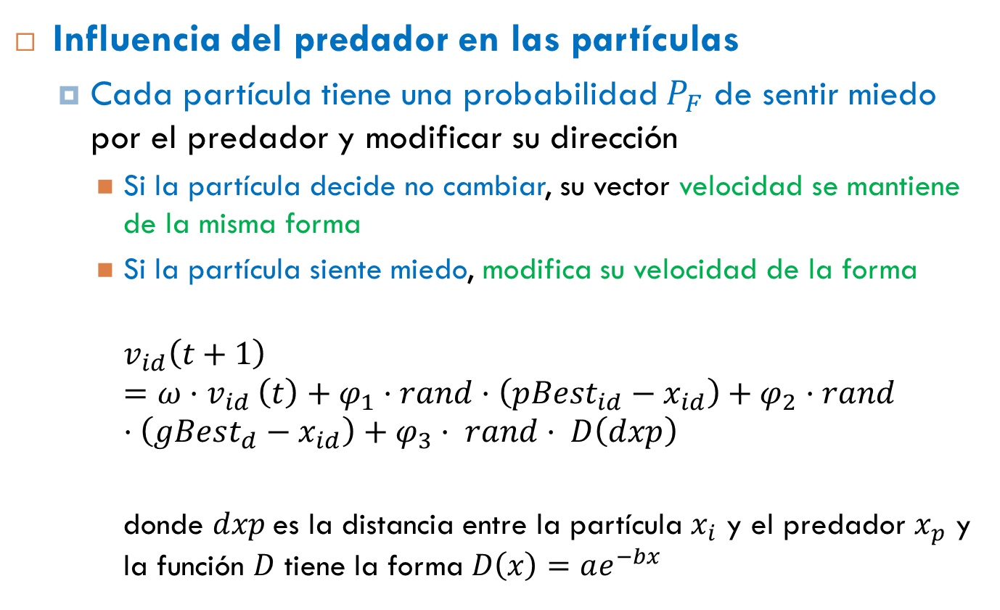 Influencia del predador en las partículas
Cada partícula tiene una probabilidad $P_F$ de sentir miedo
por el predador y modificar su dirección
Si la partícula decide no cambiar, su vector velocidad se mantiene
de la misma forma
Si la partícula siente miedo, modifica su velocidad de la forma
$v_{id}(t + 1)$
$= \omega \cdot v_{id}\,(t) + \varphi_1 \cdot rand \cdot (pBest_{id} - x_{id}) + \varphi_2 \cdot rand$
$\cdot (gBest_d - x_{id}) + \varphi_3 \cdot rand \cdot D(dxp)$
donde $dxp$ es la distancia entre la partícula $x_i$ y el predador $x_p$ y
la función $D$ tiene la forma $D(x) = ae^{-bx}$